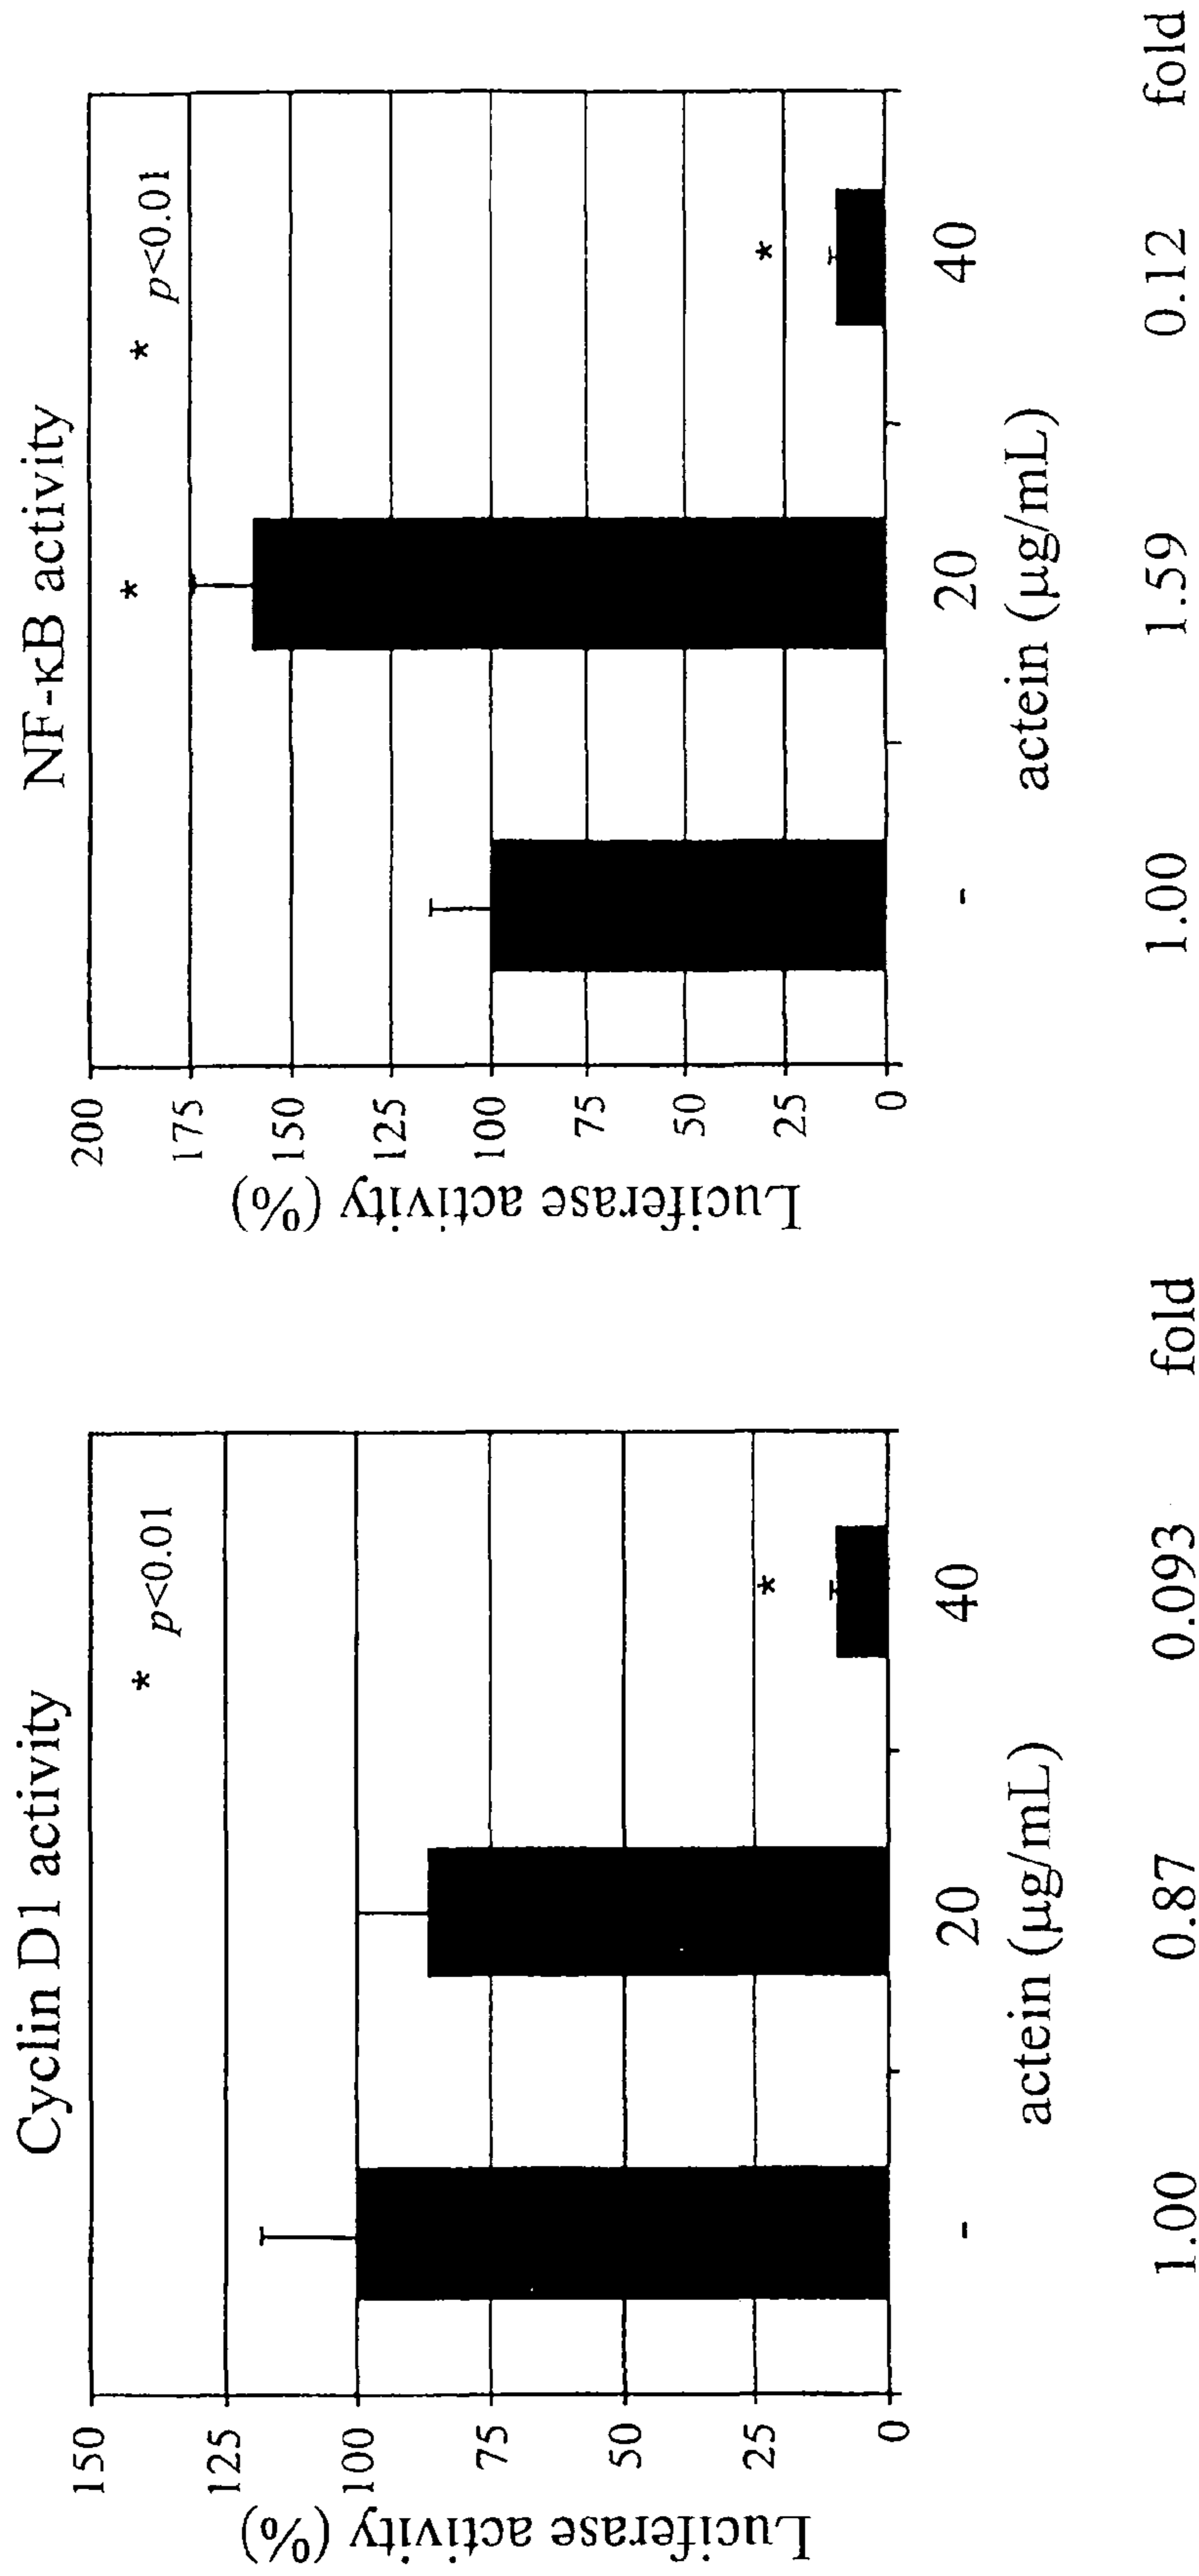 Cyclin D1 activity
Luciferase activity (%)
150
125
100
75
50
25
0
* p<0.01
*
- 20 40
actein (µg/mL)
1.00 0.87 0.093 fold
NF-κB activity
Luciferase activity (%)
200
175
150
125
100
75
50
25
0
* * p<0.01
*
- 20 40
actein (µg/mL)
1.00 1.59 0.12 fold